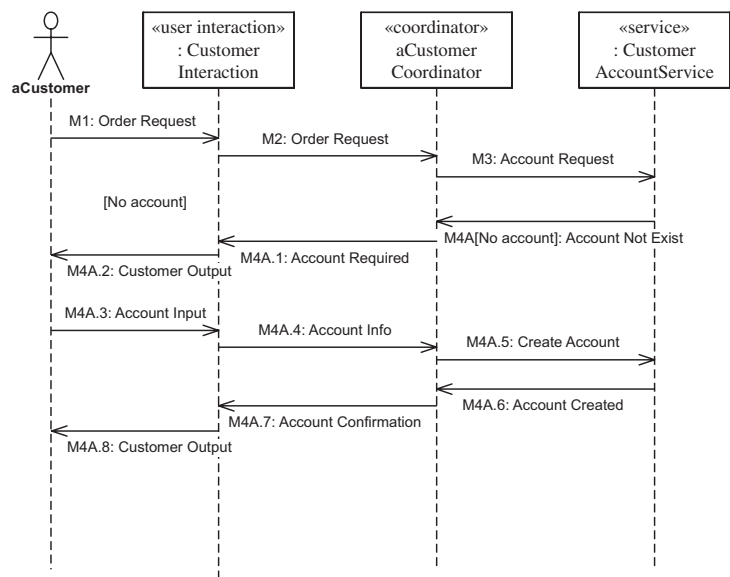 «user interaction»
: Customer
Interaction
«coordinator»
aCustomer
Coordinator
«service»
: Customer
AccountService
aCustomer
M1: Order Request
M2: Order Request
M3: Account Request
[No account]
M4A[No account]: Account Not Exist
M4A.1: Account Required
M4A.2: Customer Output
M4A.3: Account Input
M4A.4: Account Info
M4A.5: Create Account
M4A.6: Account Created
M4A.7: Account Confirmation
M4A.8: Customer Output